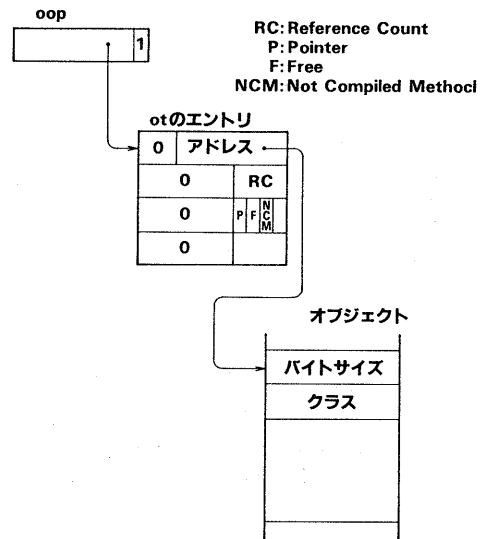 oop
1
RC: Reference Count
P: Pointer
F: Free
NCM: Not Compiled Method
otのエントリ
0 アドレス
0 RC
0 P F NCM
0
オブジェクト
バイトサイズ
クラス